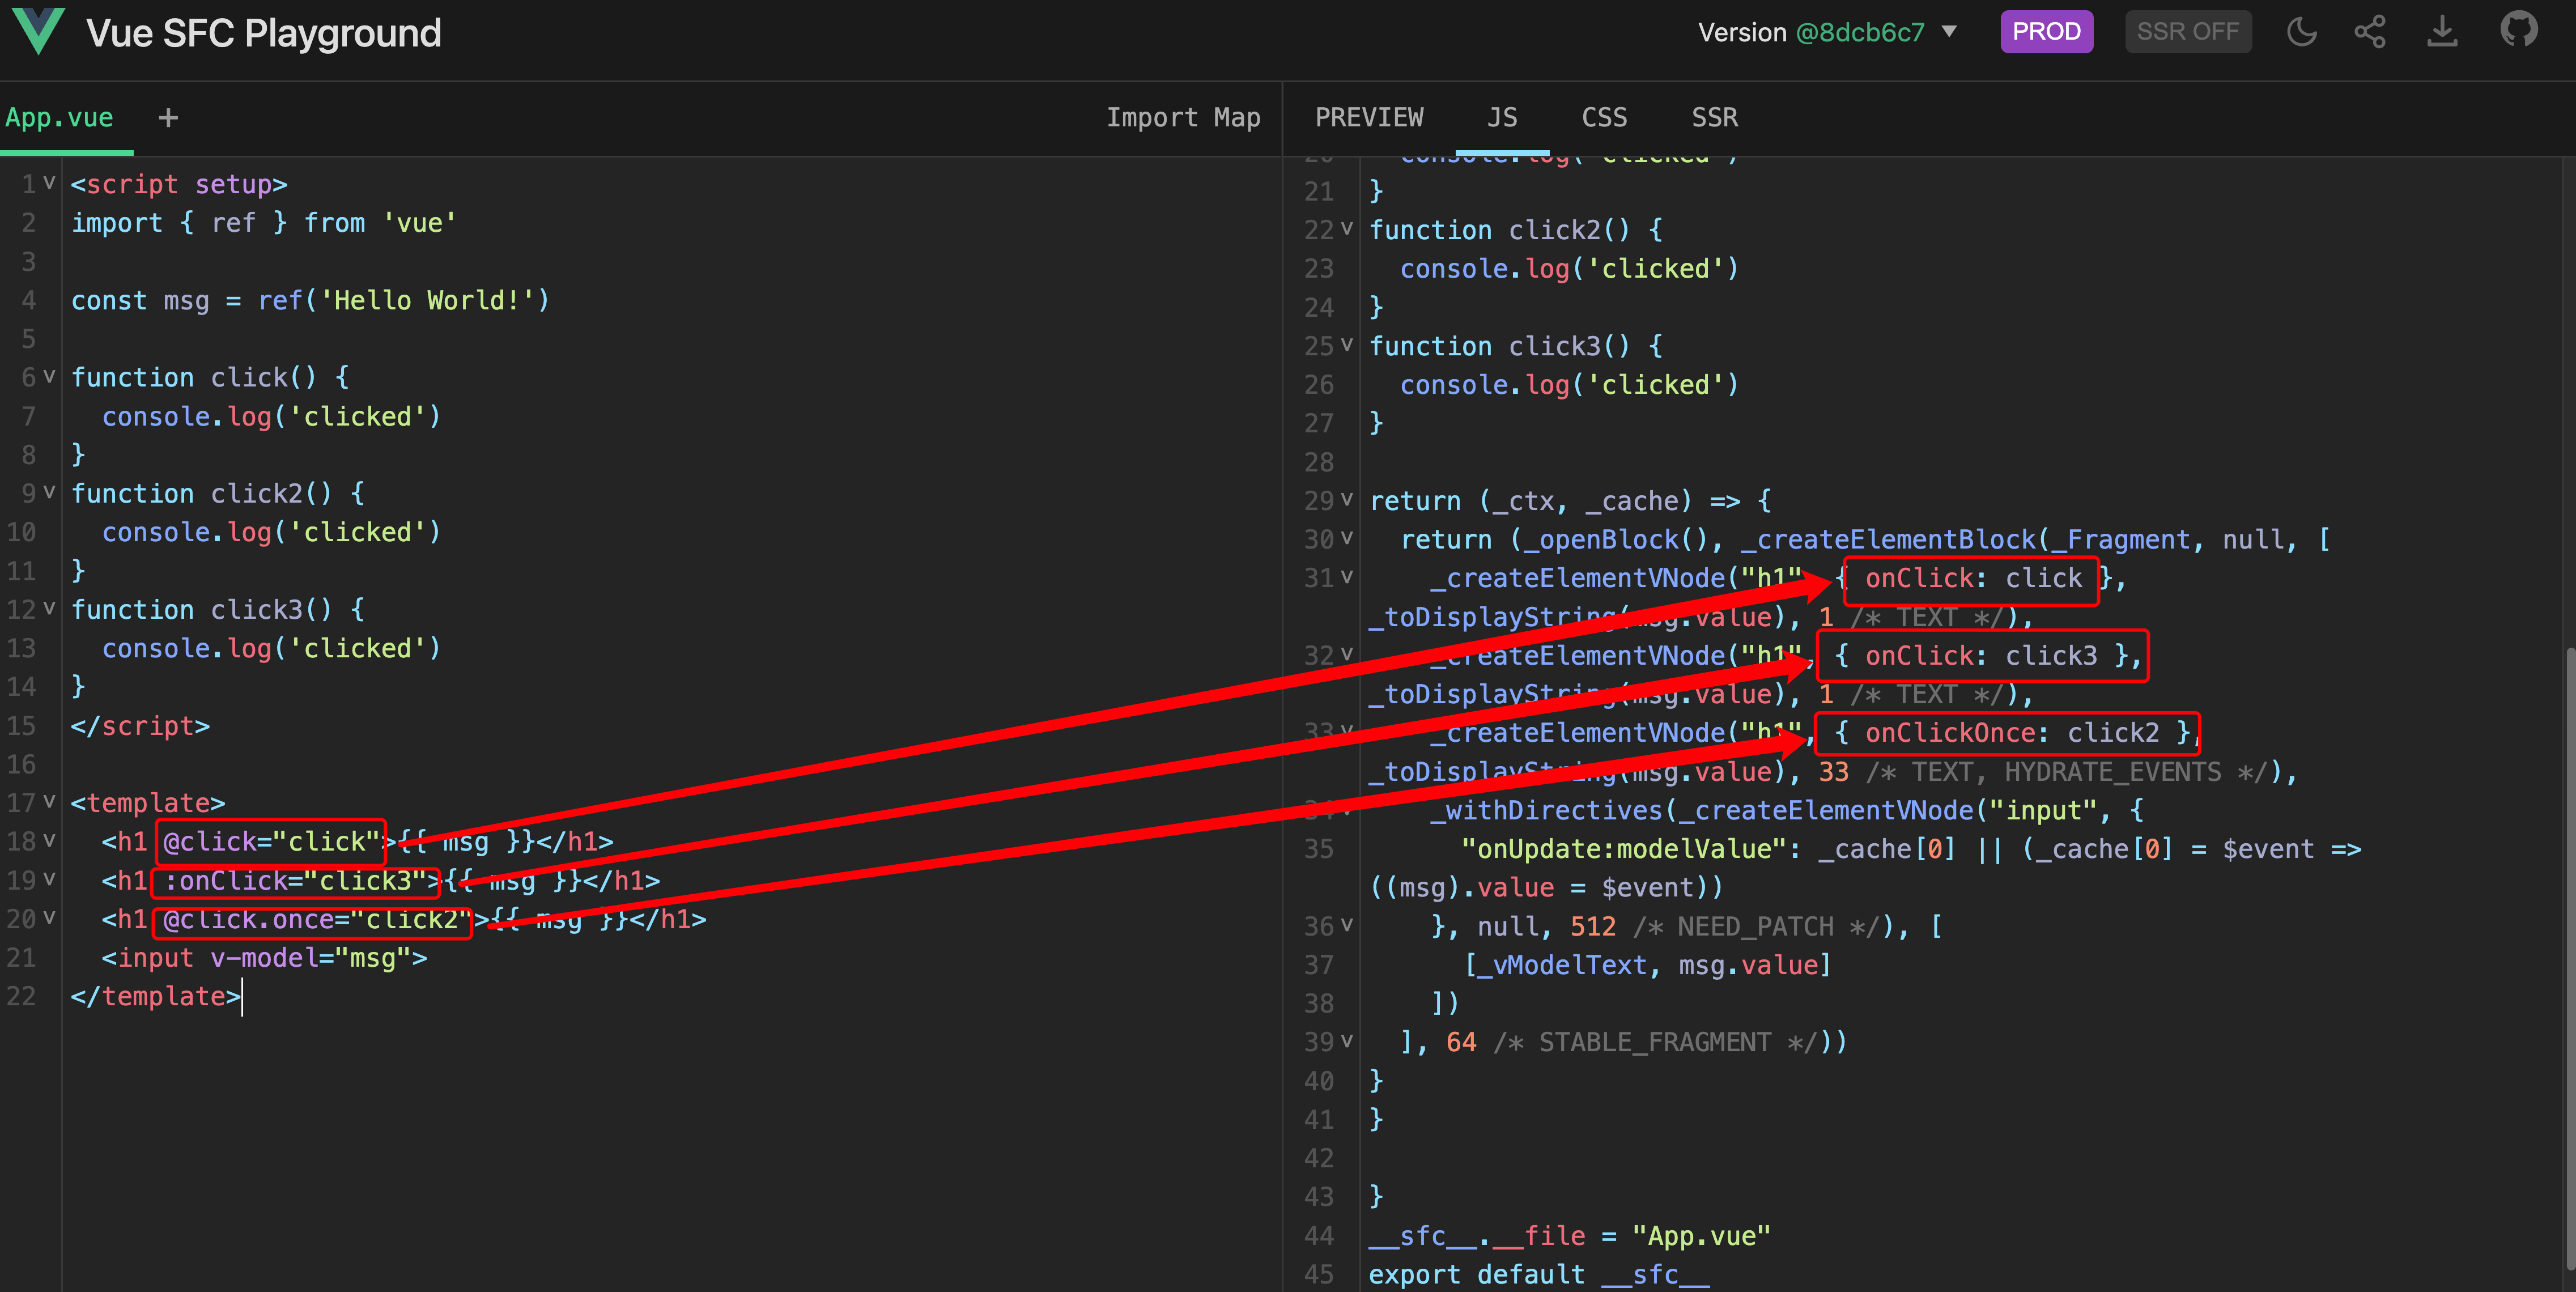 Vue SFC Playground
Version @8dcb6c7
PROD
SSR OFF
App.vue +
Import Map
PREVIEW JS CSS SSR
1 <script setup>
2 import { ref } from 'vue'
3
4 const msg = ref('Hello World!')
5
6 function click() {
7   console.log('clicked')
8 }
9 function click2() {
10   console.log('clicked')
11 }
12 function click3() {
13   console.log('clicked')
14 }
15 </script>
16
17 <template>
18   <h1 @click="click">{{ msg }}</h1>
19   <h1 :onClick="click3">{{ msg }}</h1>
20   <h1 @click.once="click2">{{ msg }}</h1>
21   <input v-model="msg">
22 </template>
20   console.log('clicked')
21 }
22 function click2() {
23   console.log('clicked')
24 }
25 function click3() {
26   console.log('clicked')
27 }
28
29 return (_ctx, _cache) => {
30   return (_openBlock(), _createElementBlock(_Fragment, null, [
31     _createElementVNode("h1", { onClick: click },
_toDisplayString(msg.value), 1 /* TEXT */),
32     _createElementVNode("h1", { onClick: click3 },
_toDisplayString(msg.value), 1 /* TEXT */),
33     _createElementVNode("h1", { onClickOnce: click2 },
_toDisplayString(msg.value), 33 /* TEXT, HYDRATE_EVENTS */),
34     _withDirectives(_createElementVNode("input", {
35       "onUpdate:modelValue": _cache[0] || (_cache[0] = $event =>
((msg).value = $event))
36     }, null, 512 /* NEED_PATCH */), [
37       [_vModelText, msg.value]
38     ])
39   ], 64 /* STABLE_FRAGMENT */))
40 }
41 }
42
43 }
44 __sfc__.__file = "App.vue"
45 export default __sfc__